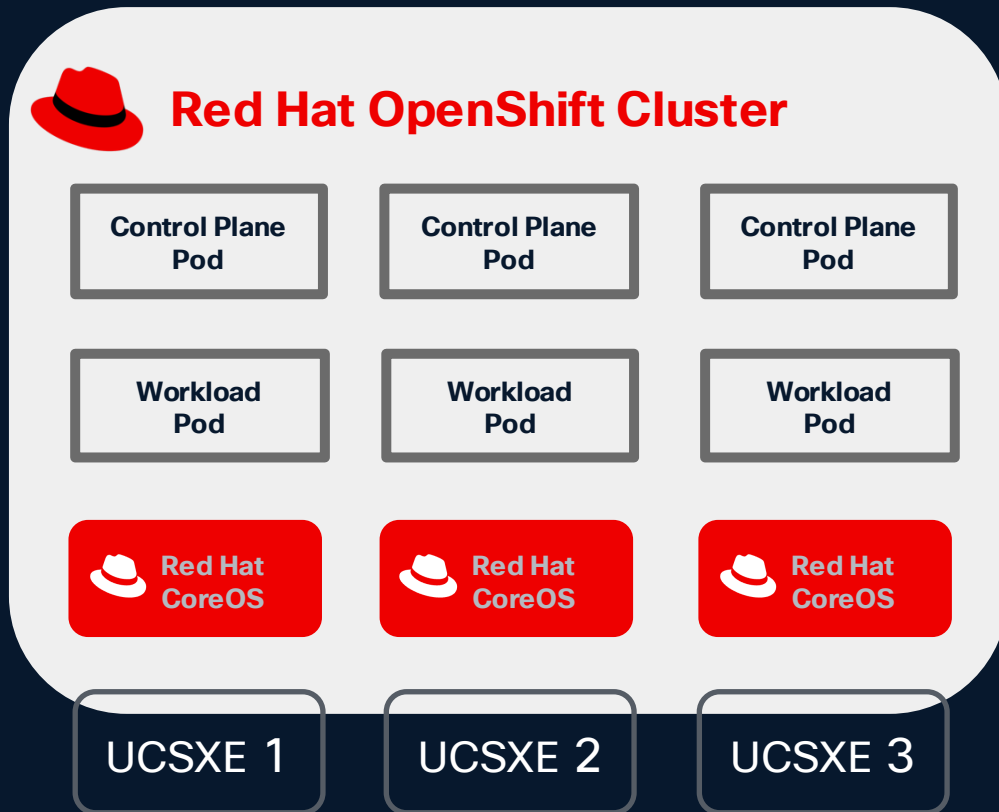 Red Hat OpenShift Cluster
Control Plane
Pod
Control Plane
Pod
Control Plane
Pod
Workload
Pod
Workload
Pod
Workload
Pod
Red Hat
CoreOS
Red Hat
CoreOS
Red Hat
CoreOS
UCSXE 1
UCSXE 2
UCSXE 3